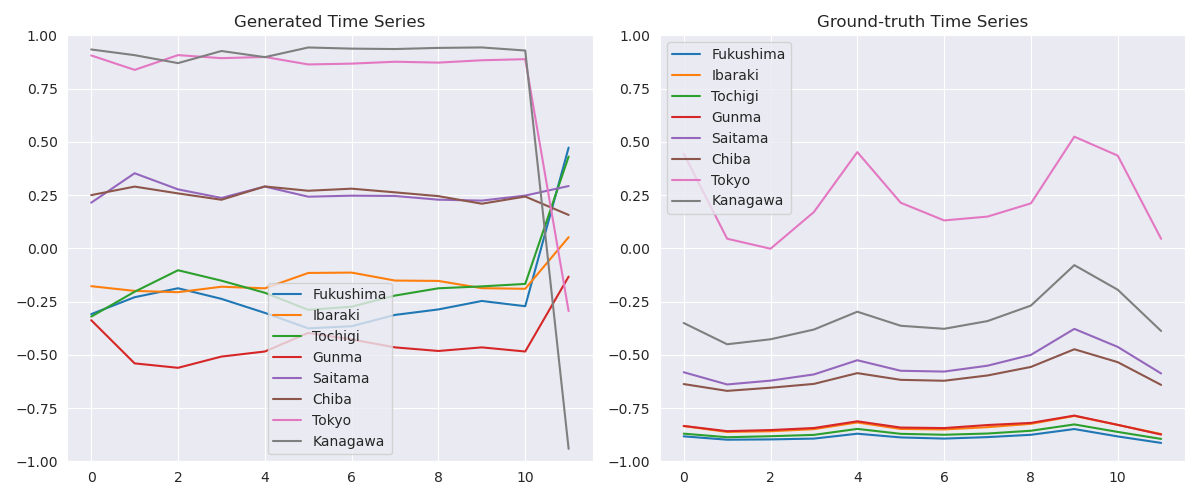 Generated Time Series
1.00
0.75
0.50
0.25
0.00
−0.25
−0.50
−0.75
−1.00
0
2
4
6
8
10
Fukushima
Ibaraki
Tochigi
Gunma
Saitama
Chiba
Tokyo
Kanagawa
Ground-truth Time Series
1.00
0.75
0.50
0.25
0.00
−0.25
−0.50
−0.75
−1.00
0
2
4
6
8
10
Fukushima
Ibaraki
Tochigi
Gunma
Saitama
Chiba
Tokyo
Kanagawa